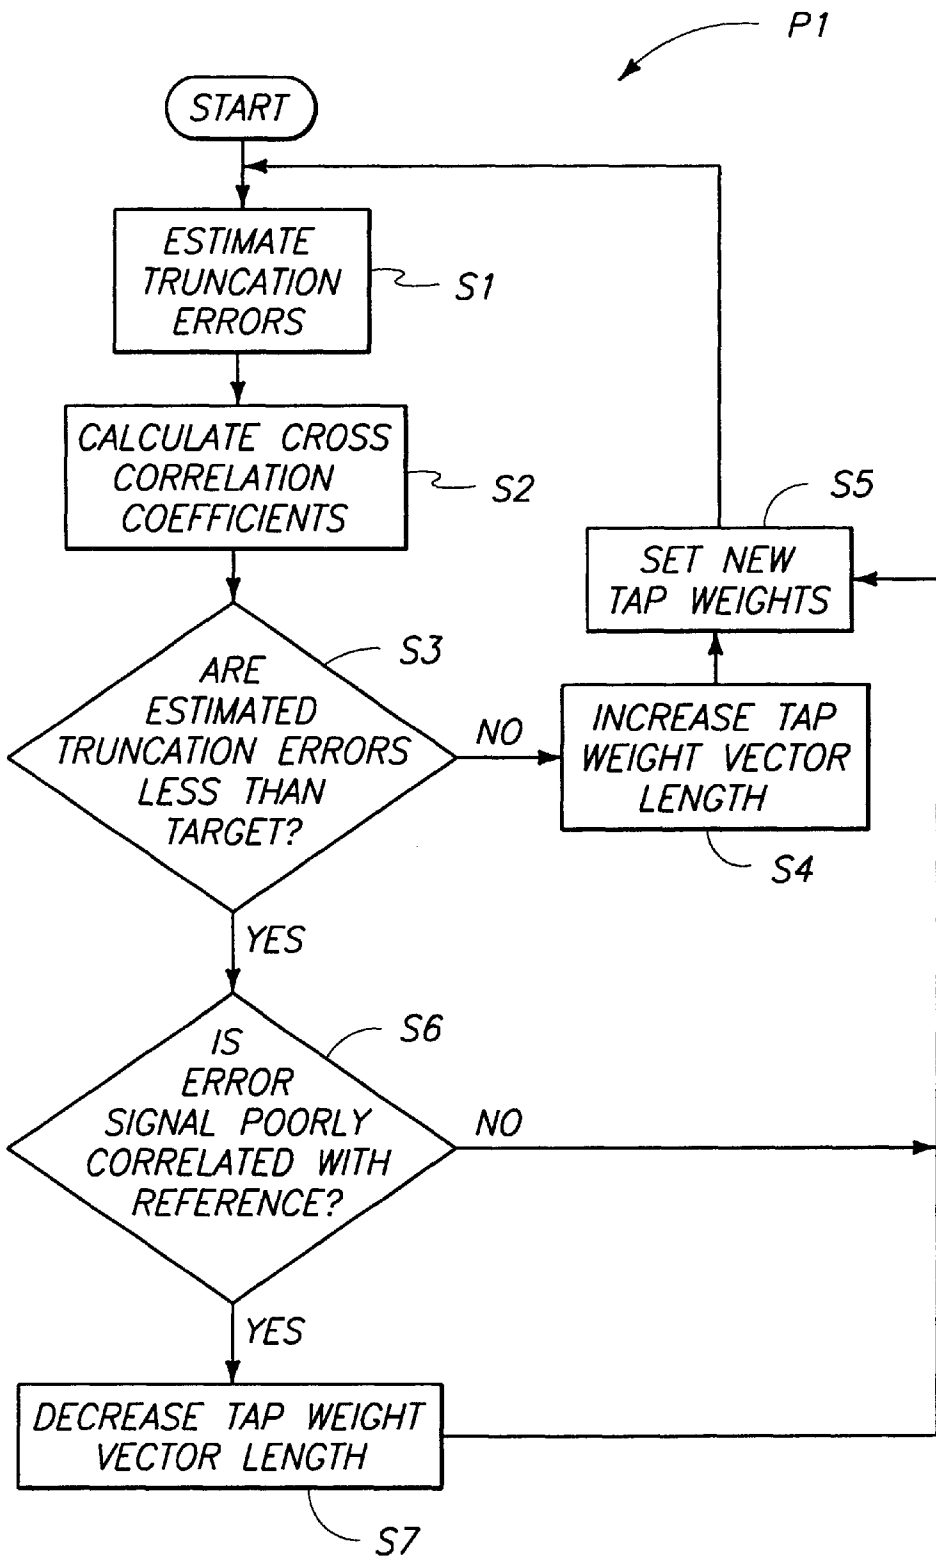 P1
START
ESTIMATE
TRUNCATION
ERRORS
S1
CALCULATE CROSS
CORRELATION
COEFFICIENTS
S2
S5
SET NEW
TAP WEIGHTS
S3
ARE
ESTIMATED
TRUNCATION ERRORS
LESS THAN
TARGET?
NO
INCREASE TAP
WEIGHT VECTOR
LENGTH
S4
YES
S6
IS
ERROR
SIGNAL POORLY
CORRELATED WITH
REFERENCE?
NO
YES
DECREASE TAP WEIGHT
VECTOR LENGTH
S7